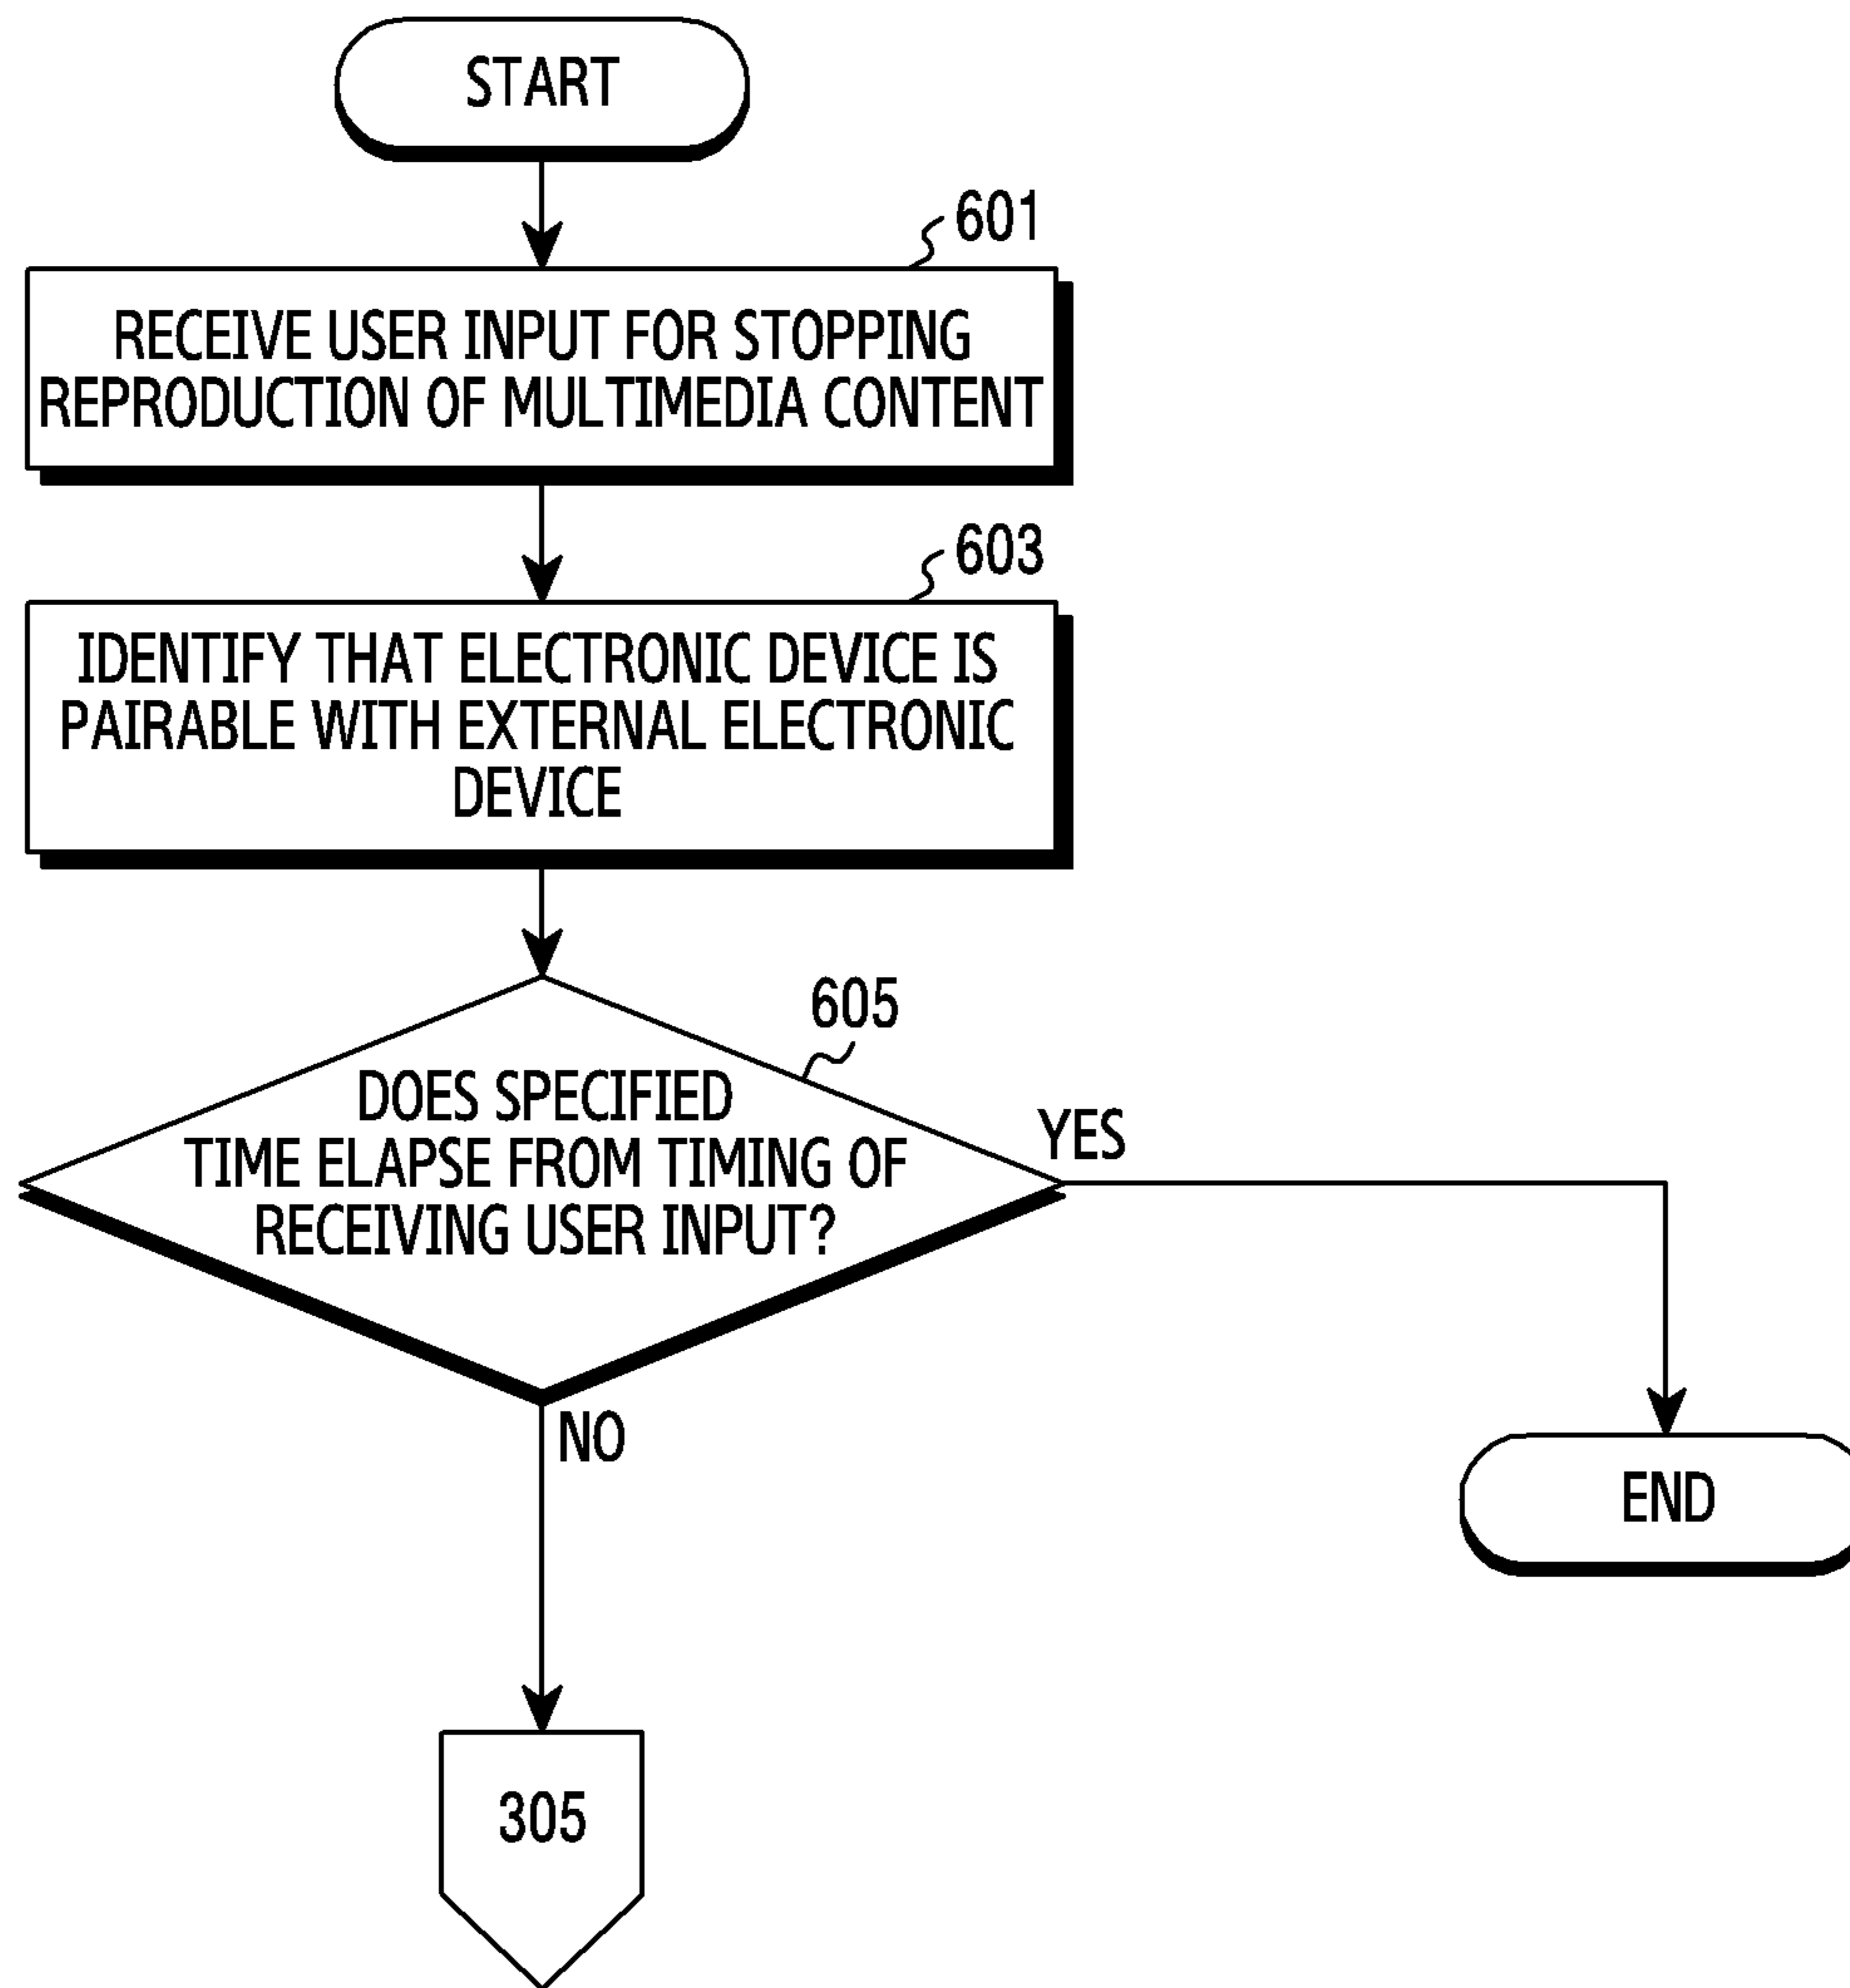 START
601
RECEIVE USER INPUT FOR STOPPING
REPRODUCTION OF MULTIMEDIA CONTENT
603
IDENTIFY THAT ELECTRONIC DEVICE IS
PAIRABLE WITH EXTERNAL ELECTRONIC
DEVICE
605
DOES SPECIFIED
TIME ELAPSE FROM TIMING OF
RECEIVING USER INPUT?
YES
NO
END
305